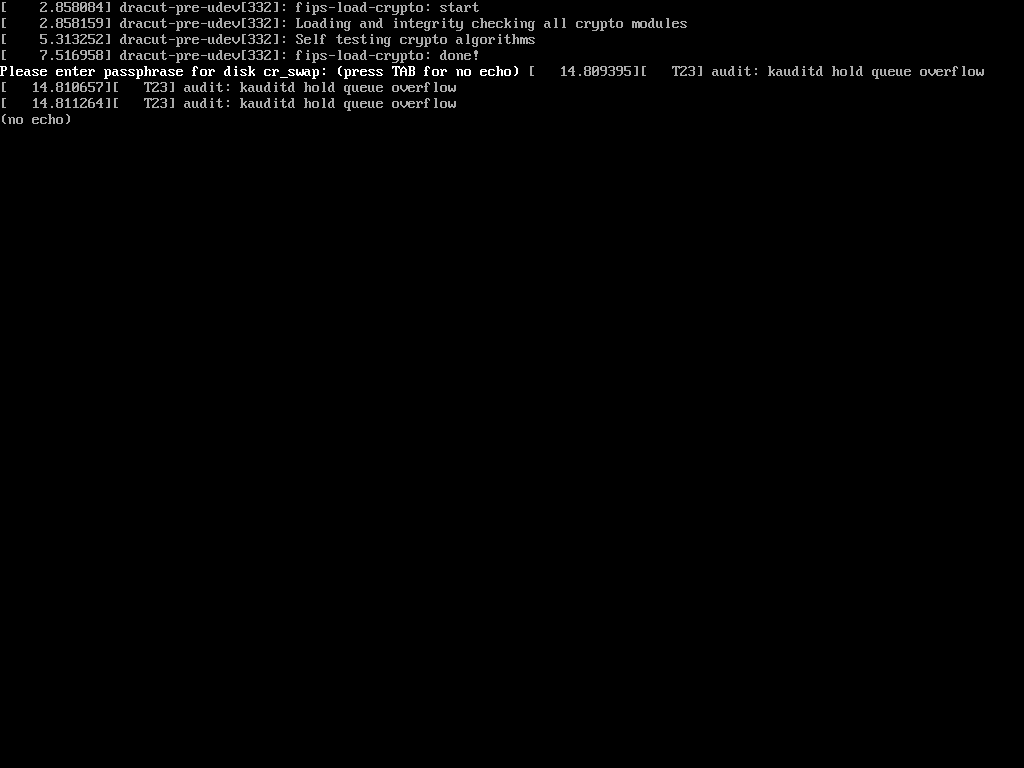 [    2.858084] dracut-pre-udev[332]: fips-load-crypto: start
[    2.858159] dracut-pre-udev[332]: Loading and integrity checking all crypto modules
[    5.313252] dracut-pre-udev[332]: Self testing crypto algorithms
[    7.516958] dracut-pre-udev[332]: fips-load-crypto: done!
Please enter passphrase for disk cr_swap: (press TAB for no echo) [   14.809395][   T23] audit: kauditd hold queue overflow
[   14.810657][   T23] audit: kauditd hold queue overflow
[   14.811264][   T23] audit: kauditd hold queue overflow
(no echo)